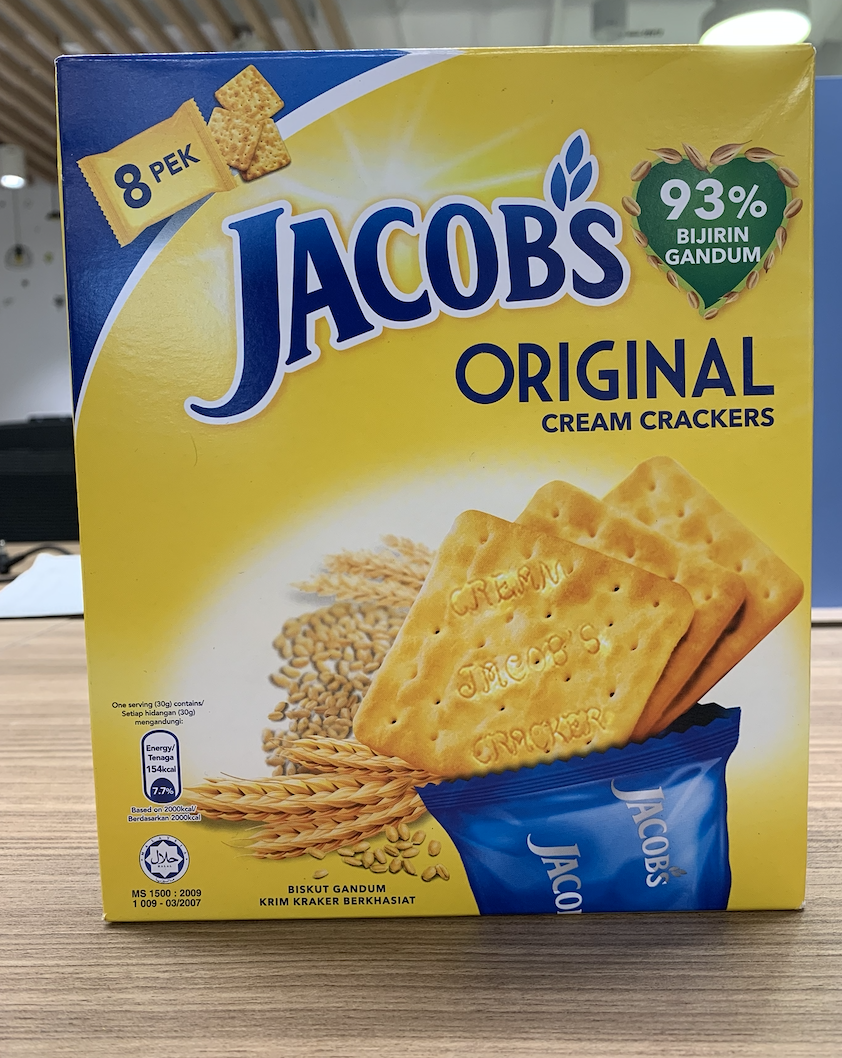 8 PEK
JACOB'S
93%
BIJIRIN
GANDUM
ORIGINAL
CREAM CRACKERS
CREAM
JACOB'S
CRACKER
One serving (30g) contains/
Setiap hidangan (30g)
mengandungi:
Energy/
Tenaga
154kcal
7.7%
Based on 2000kcal/
Berdasarkan 2000kcal
حلال
MS 1500 : 2009
1 009 - 03/2007
BISKUT GANDUM
KRIM KRAKER BERKHASIAT
JACOB'S
JACO